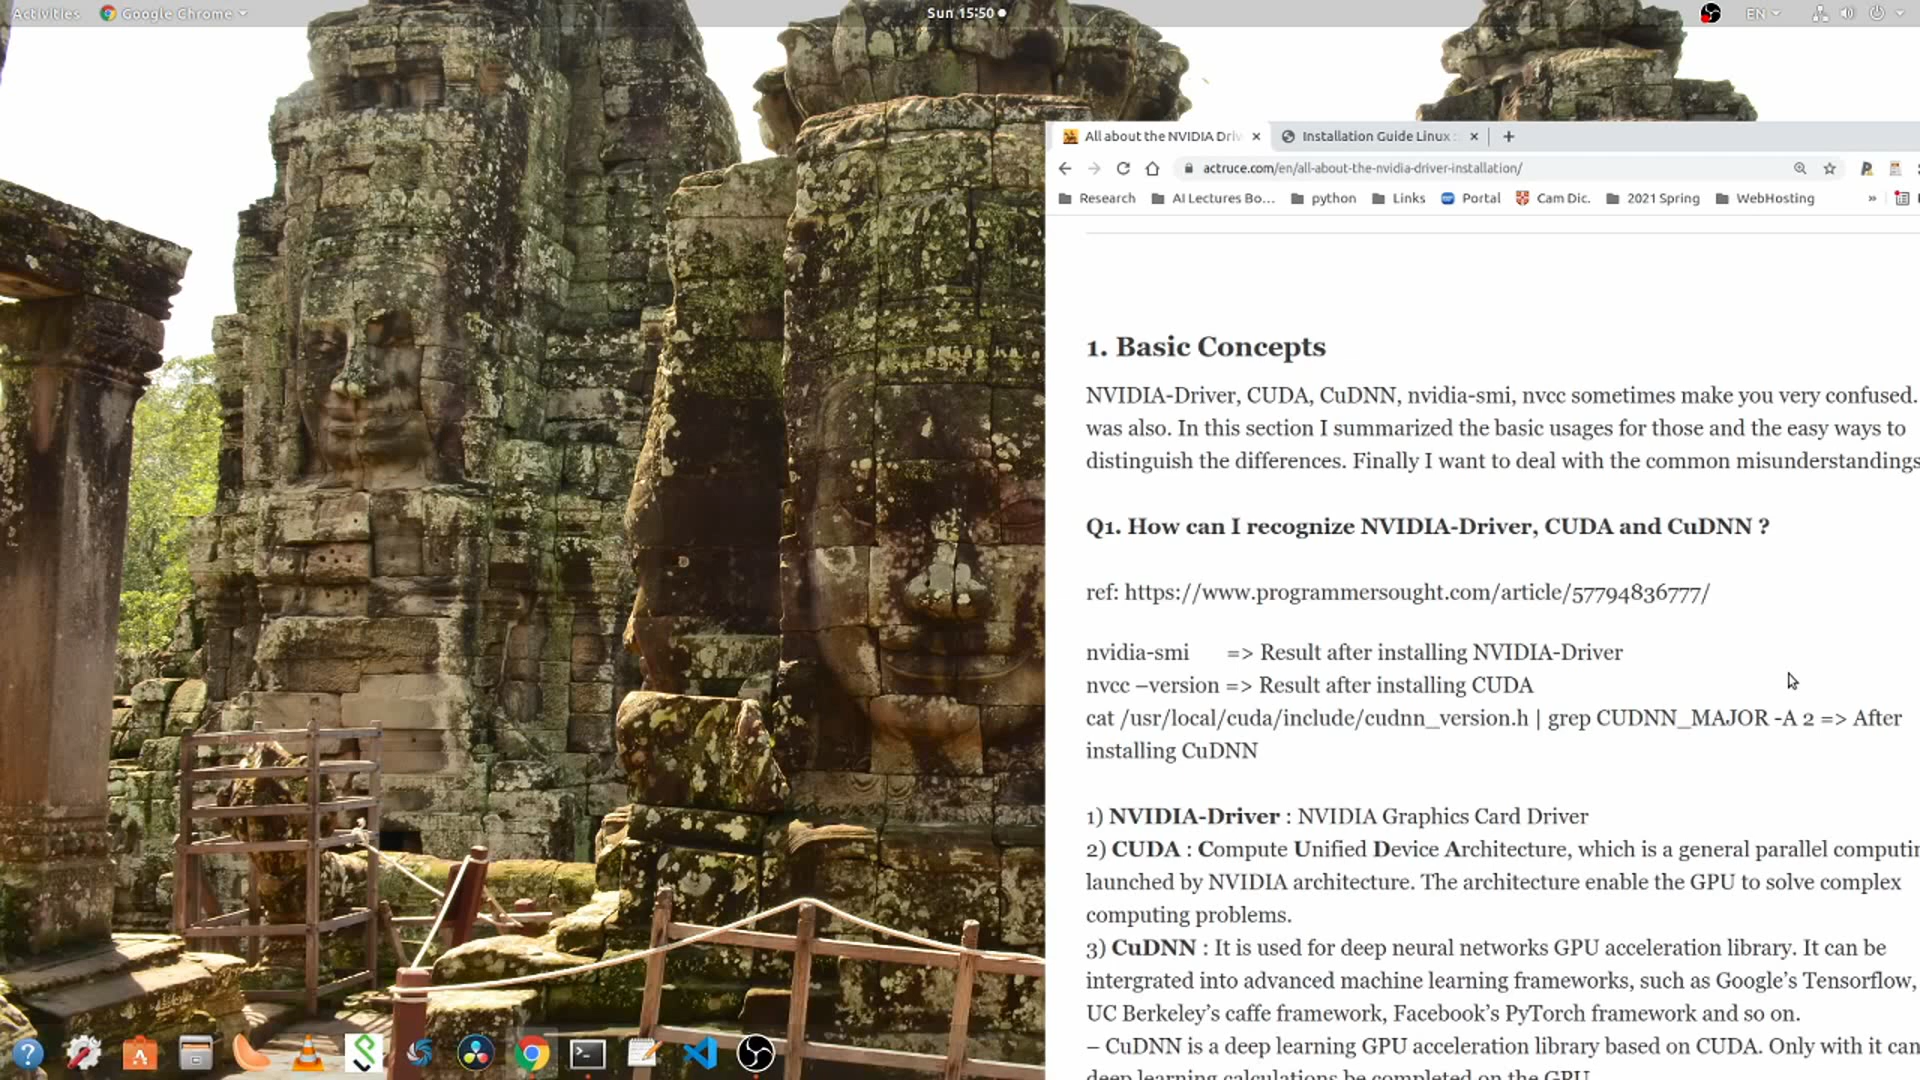 Activities
Google Chrome
Sun 15:50
EN
All about the NVIDIA Driv
Installation Guide Linux :
actruce.com/en/all-about-the-nvidia-driver-installation/
Research
AI Lectures Bo...
python
Links
Portal
Cam Dic.
2021 Spring
WebHosting
»
1. Basic Concepts
NVIDIA-Driver, CUDA, CuDNN, nvidia-smi, nvcc sometimes make you very confused.
was also. In this section I summarized the basic usages for those and the easy ways to
distinguish the differences. Finally I want to deal with the common misunderstandings
Q1. How can I recognize NVIDIA-Driver, CUDA and CuDNN ?
ref: https://www.programmersought.com/article/57794836777/
nvidia-smi => Result after installing NVIDIA-Driver
nvcc –version => Result after installing CUDA
cat /usr/local/cuda/include/cudnn_version.h | grep CUDNN_MAJOR -A 2 => After
installing CuDNN
1) NVIDIA-Driver : NVIDIA Graphics Card Driver
2) CUDA : Compute Unified Device Architecture, which is a general parallel computin
launched by NVIDIA architecture. The architecture enable the GPU to solve complex
computing problems.
3) CuDNN : It is used for deep neural networks GPU acceleration library. It can be
intergrated into advanced machine learning frameworks, such as Google’s Tensorflow,
UC Berkeley’s caffe framework, Facebook’s PyTorch framework and so on.
– CuDNN is a deep learning GPU acceleration library based on CUDA. Only with it can
deep learning calculations be completed on the GPU.